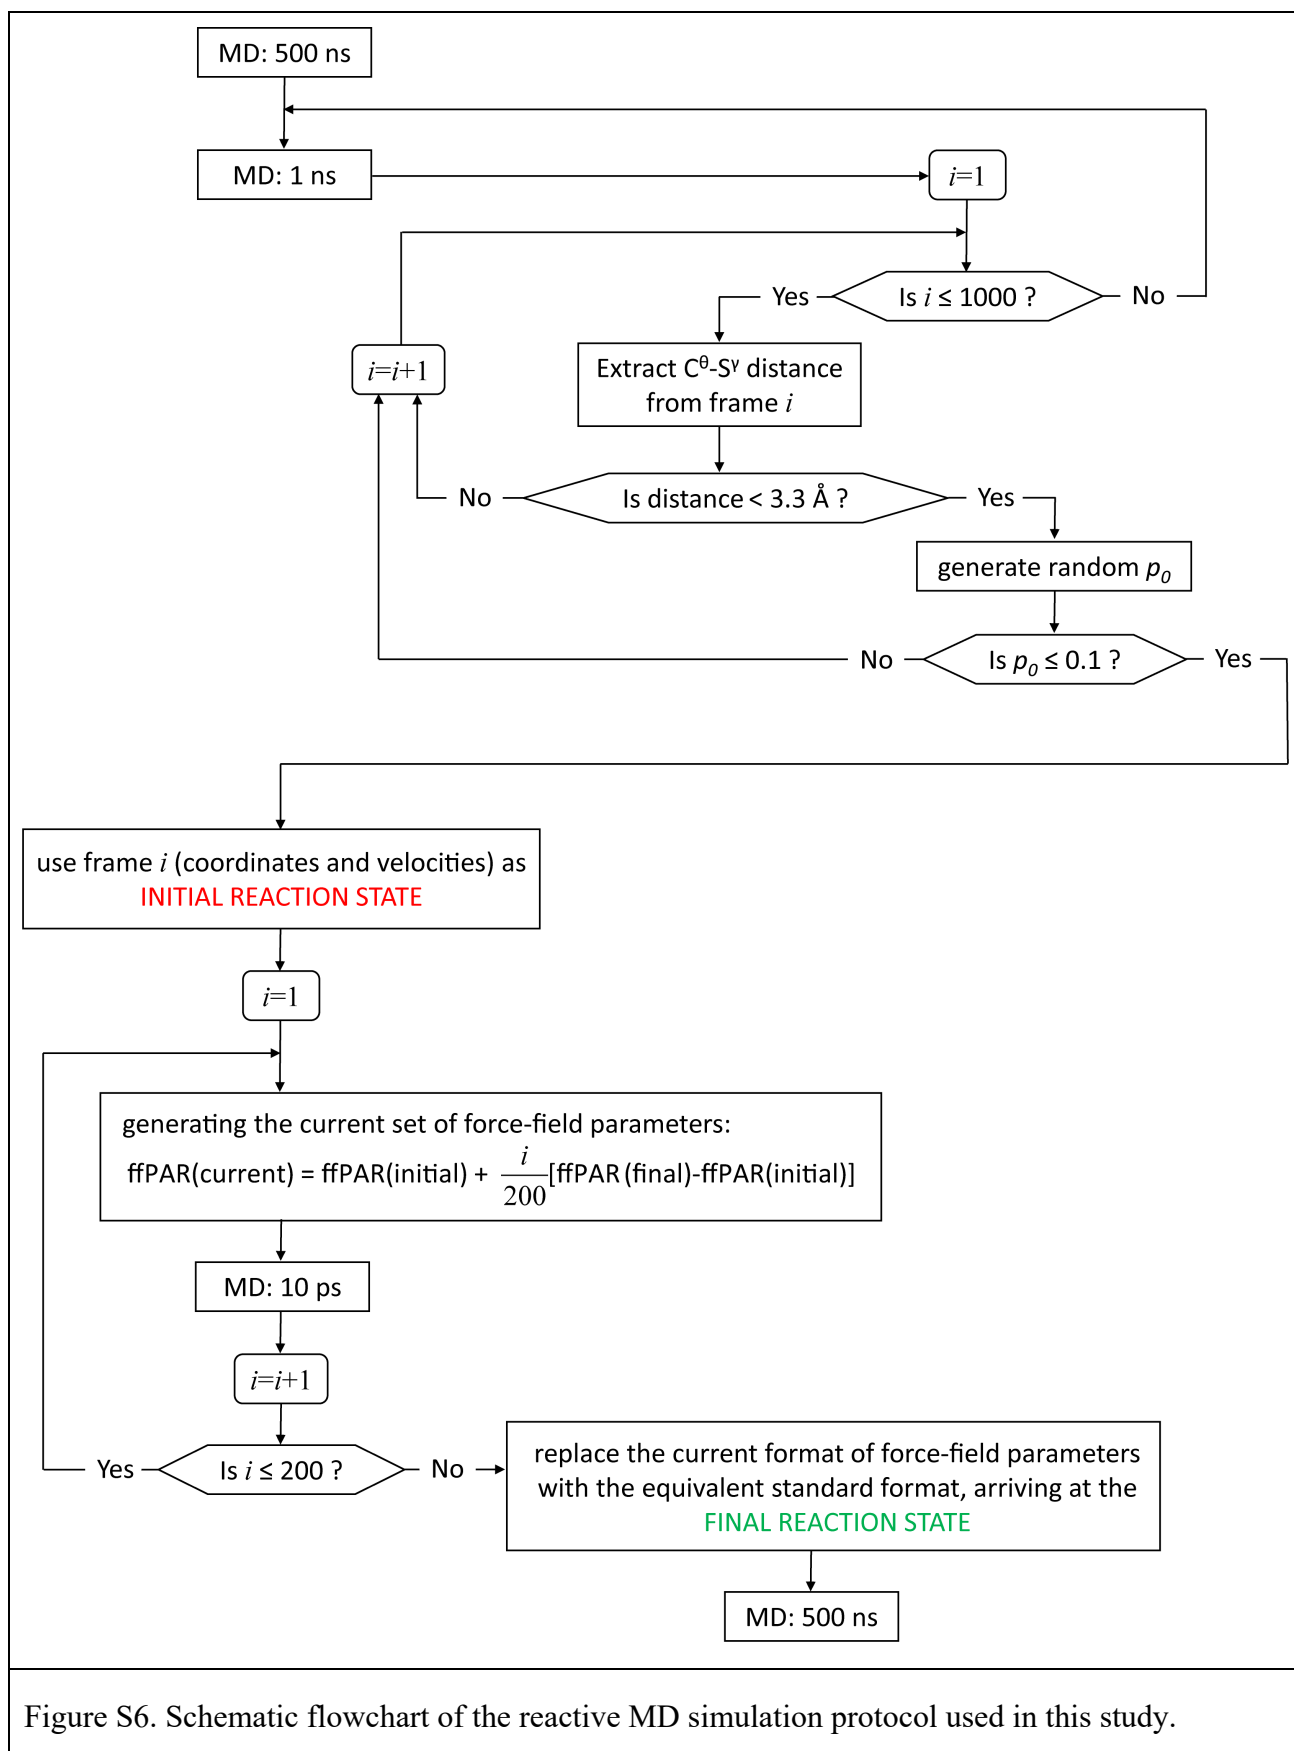 MD: 500 ns
MD: 1 ns
i=1
Is i ≤ 1000 ?
Yes
No
Extract Cᶿ-Sᵞ distance
from frame i
i=i+1
Is distance < 3.3 Å ?
No
Yes
generate random p₀
Is p₀ ≤ 0.1 ?
No
Yes
use frame i (coordinates and velocities) as
INITIAL REACTION STATE
i=1
generating the current set of force-field parameters:
ffPAR(current) = ffPAR(initial) + i/200 [ffPAR(final)-ffPAR(initial)]
MD: 10 ps
i=i+1
Is i ≤ 200 ?
Yes
No
replace the current format of force-field parameters
with the equivalent standard format, arriving at the
FINAL REACTION STATE
MD: 500 ns
Figure S6. Schematic flowchart of the reactive MD simulation protocol used in this study.